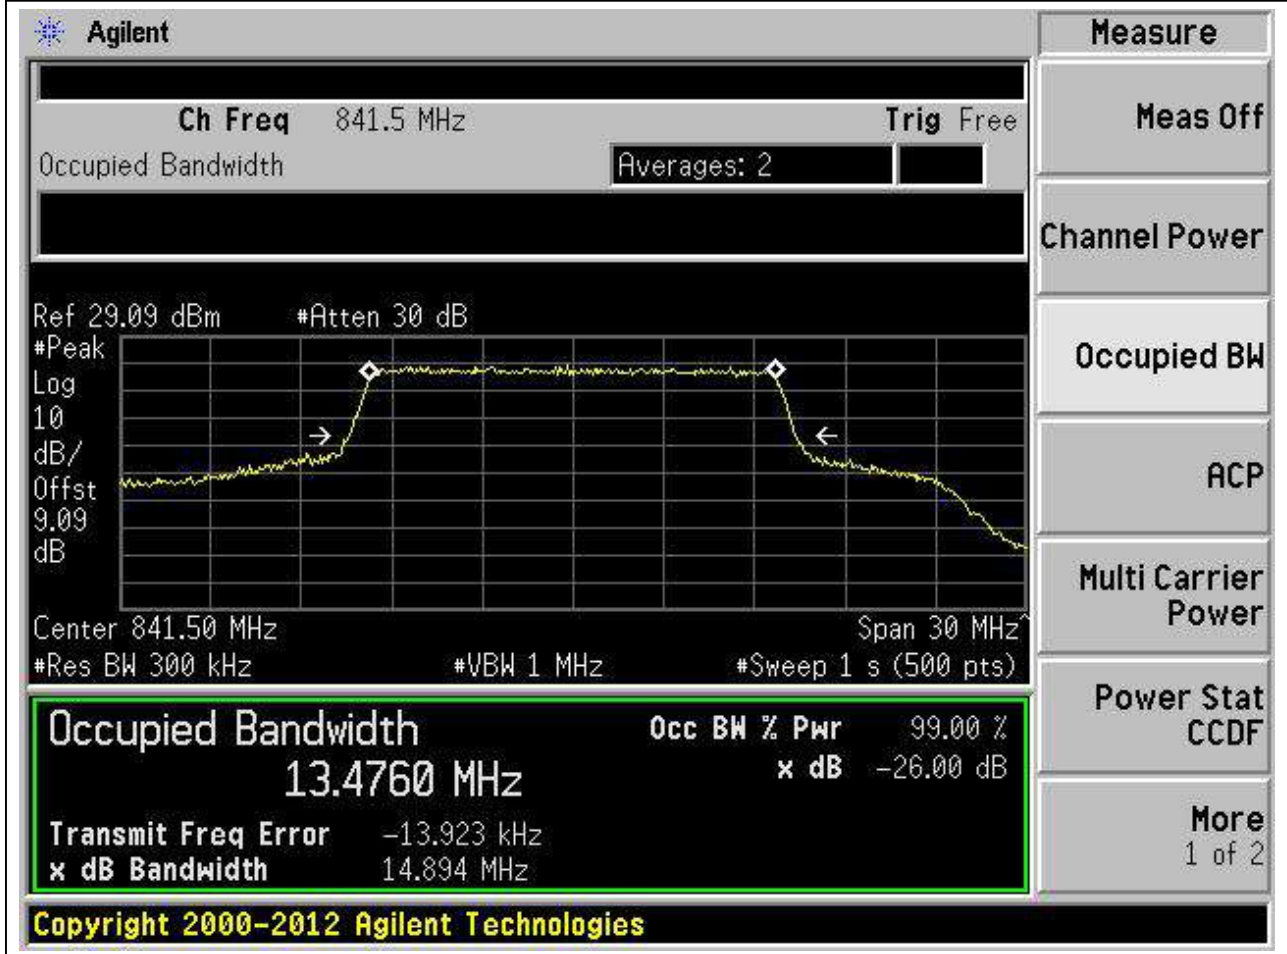 Agilent
Measure
Ch Freq 841.5 MHz Trig Free
Occupied Bandwidth Averages: 2
Ref 29.09 dBm #Atten 30 dB
#Peak
Log
10
dB/
Offst
9.09
dB
Center 841.50 MHz Span 30 MHz^
#Res BW 300 kHz #VBW 1 MHz #Sweep 1 s (500 pts)
Occupied Bandwidth Occ BW % Pwr 99.00 %
13.4760 MHz x dB -26.00 dB
Transmit Freq Error -13.923 kHz
x dB Bandwidth 14.894 MHz
Copyright 2000-2012 Agilent Technologies
Meas Off
Channel Power
Occupied BW
ACP
Multi Carrier
Power
Power Stat
CCDF
More
1 of 2